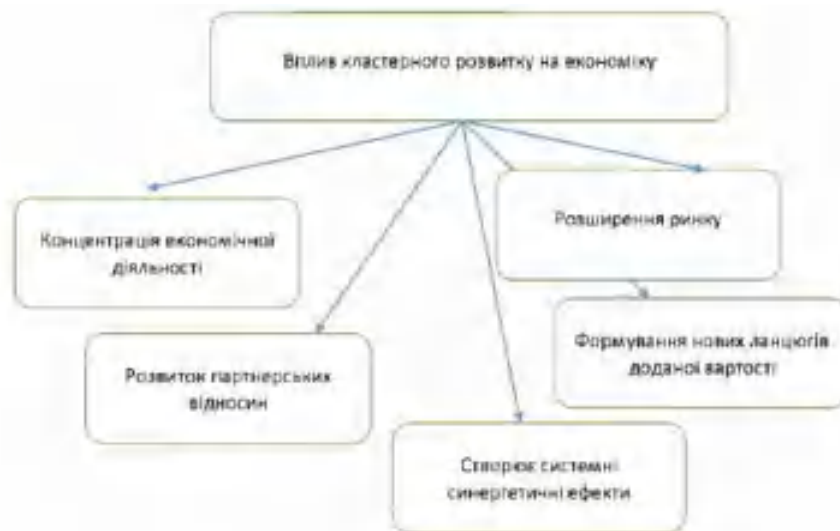 Вплив кластерного розвитку на економіку
Концентрація економічної
діяльності
Розширення ринку
Розвиток партнерських
відносин
Формування нових ланцюгів
доданої вартості
Створює системні
синергетичні ефекти